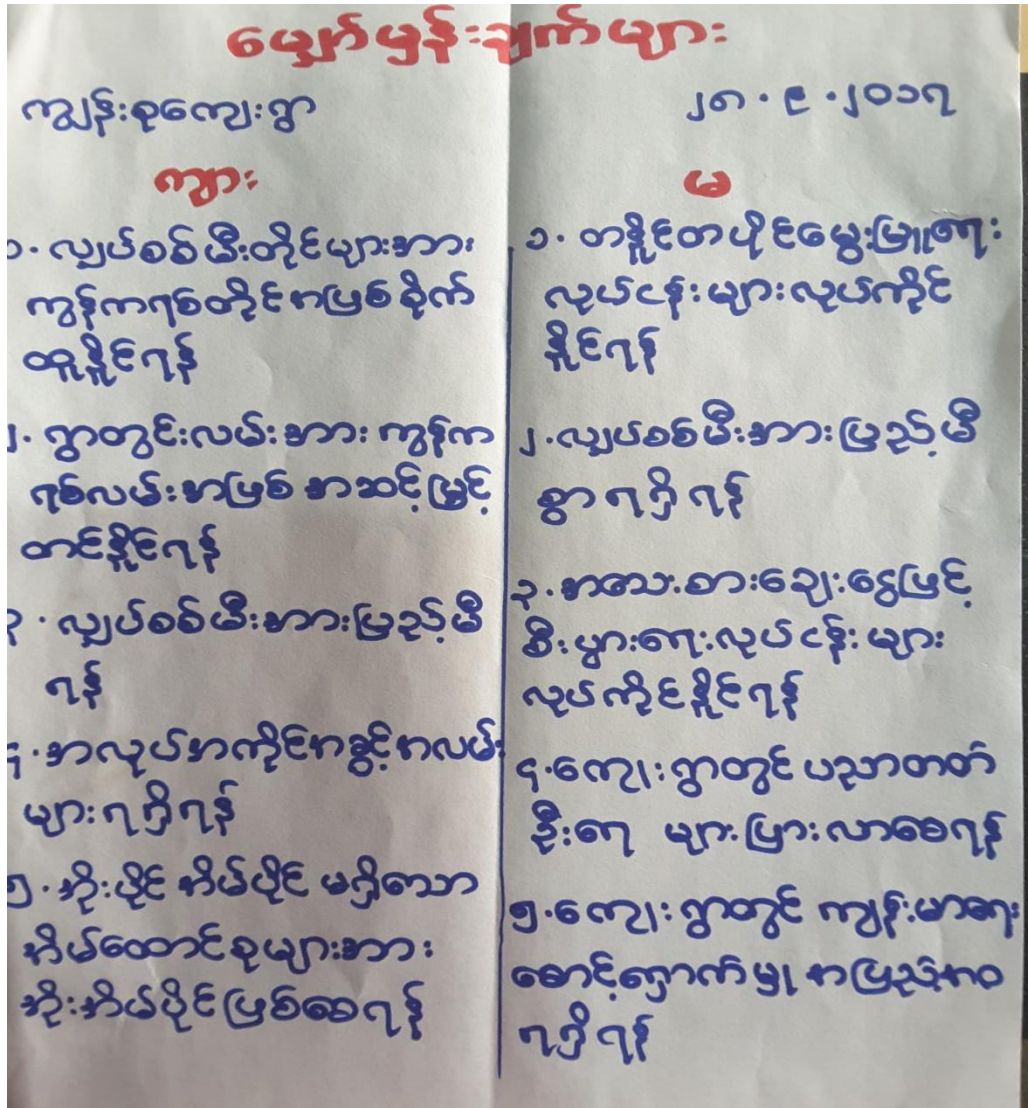 မျှော်မှန်းချက်များ
ကျွန်းစုကျေးရွာ
၂၈.၉.၂၀၁၇
ကျား
၁. လျှပ်စစ်မီးတိုင်များအား
ကွန်ကရစ်တိုင်အဖြစ် စိုက်
ထူနိုင်ရန်
၂. ရွာတွင်းလမ်းအား ကွန်က
ရစ်လမ်းအဖြစ် အဆင့်မြှင့်
တင်နိုင်ရန်
၃. လျှပ်စစ်မီးအားပြည့်မီ
ရန်
၄. အလုပ်အကိုင်အခွင့်အလမ်း
များရရှိရန်
၅. အိုးပိုင် အိမ်ပိုင် မရှိသော
အိမ်ထောင်စုများအား
အိုးအိမ်ပိုင်ဖြစ်စေရန်
မ
၁. တနိုင်တပိုင်မွေးမြူရေး
လုပ်ငန်းများလုပ်ကိုင်
နိုင်ရန်
၂. လျှပ်စစ်မီးအားပြည့်မီ
စွာရရှိရန်
၃. အသေးစားချေးငွေဖြင့်
စီးပွားရေးလုပ်ငန်းများ
လုပ်ကိုင်နိုင်ရန်
၄. ကျေးရွာတွင် ပညာတတ်
ဦးရေ များပြားလာစေရန်
၅. ကျေးရွာတွင် ကျန်းမာရေး
စောင့်ရှောက်မှု အပြည့်အဝ
ရရှိရန်